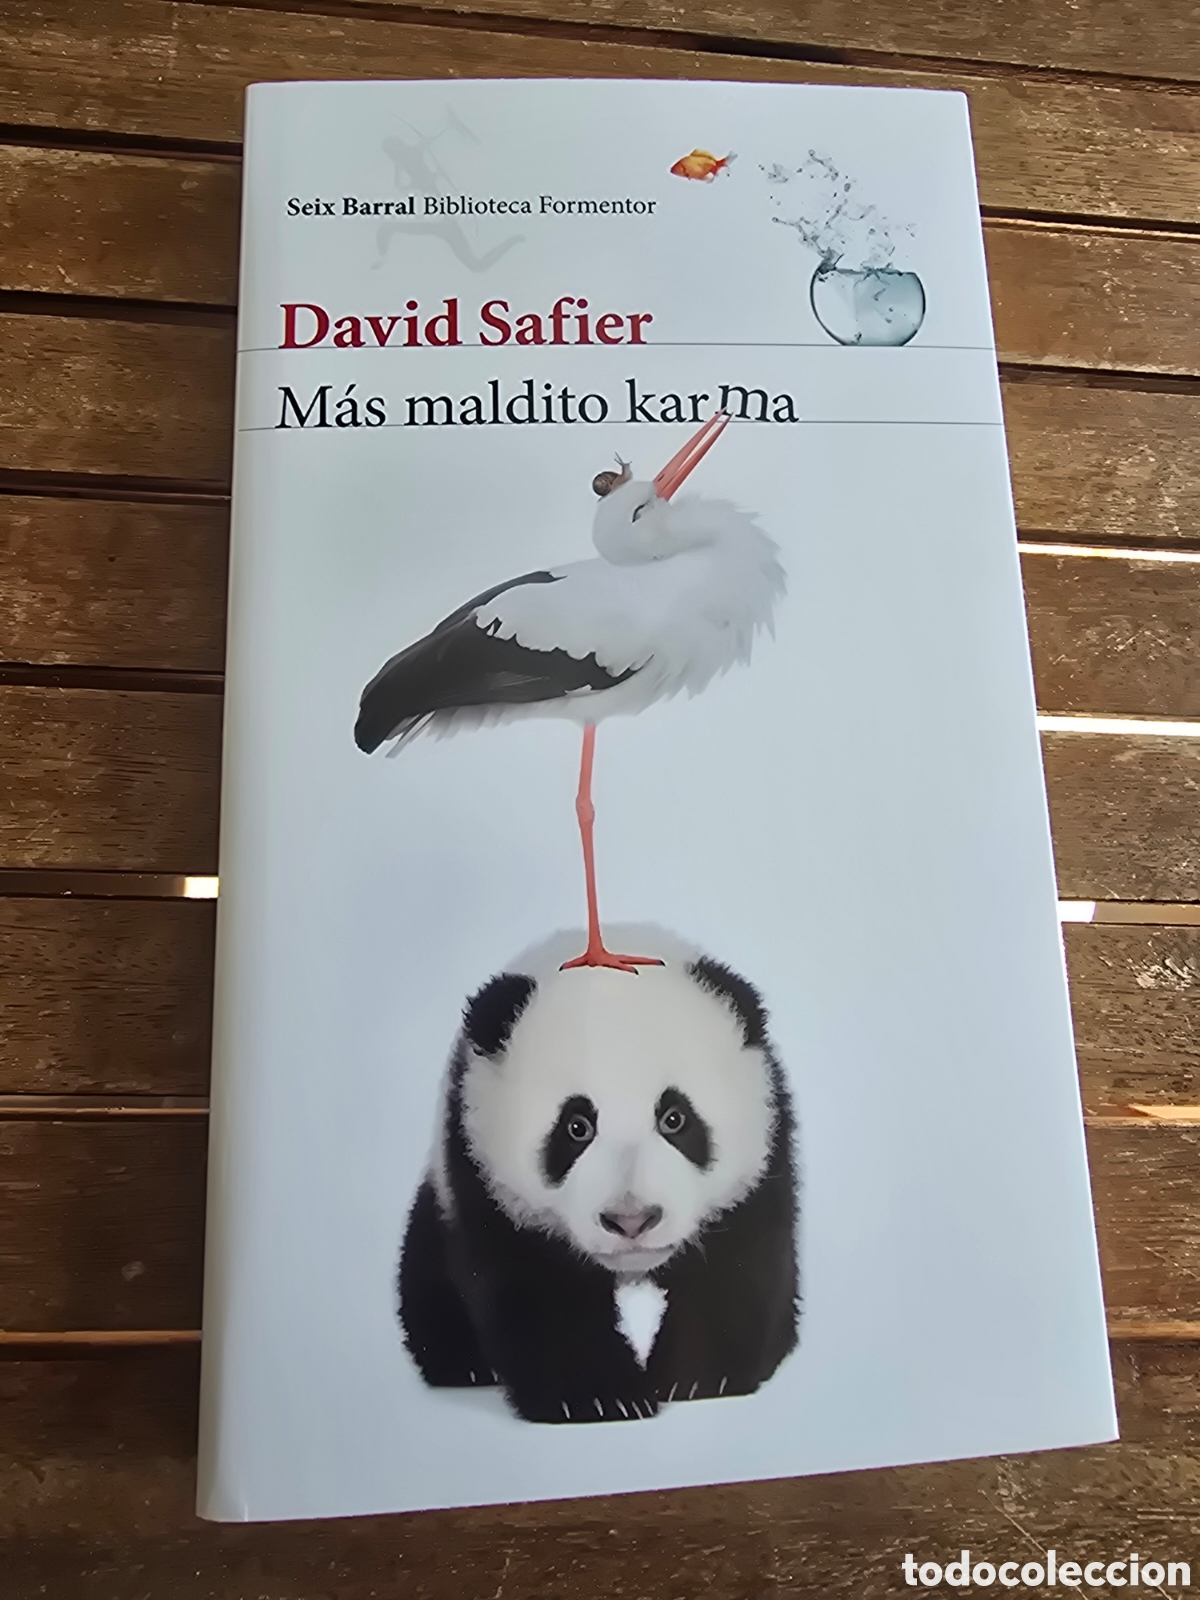 Seix Barral Biblioteca Formentor
David Safier
Más maldito karma
todocoleccion